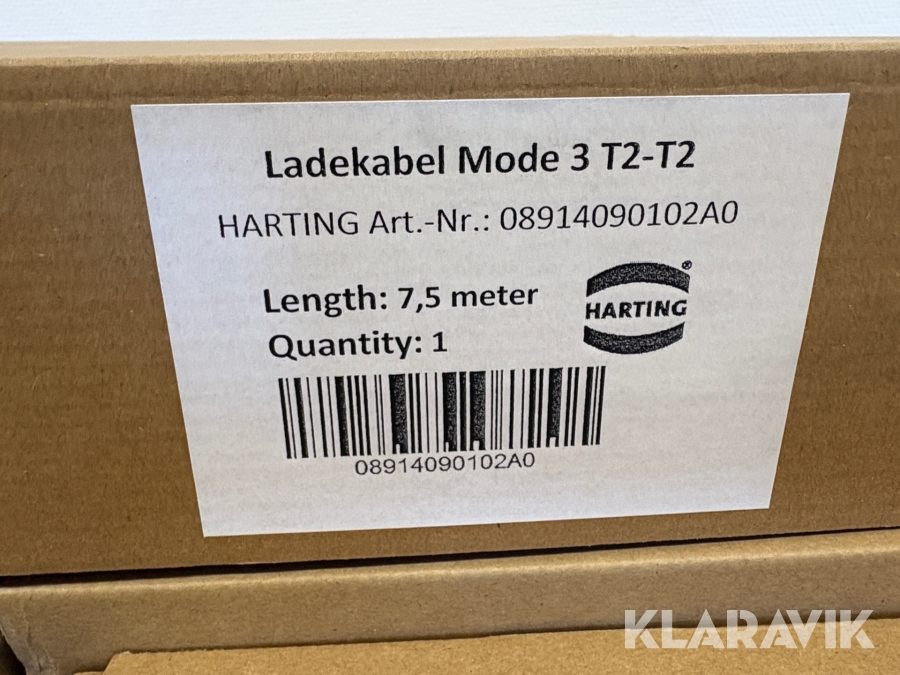 Ladekabel Mode 3 T2-T2
HARTING Art.-Nr.: 08914090102A0
Length: 7,5 meter
Quantity: 1
HARTING®
08914090102A0
KLARAVIK